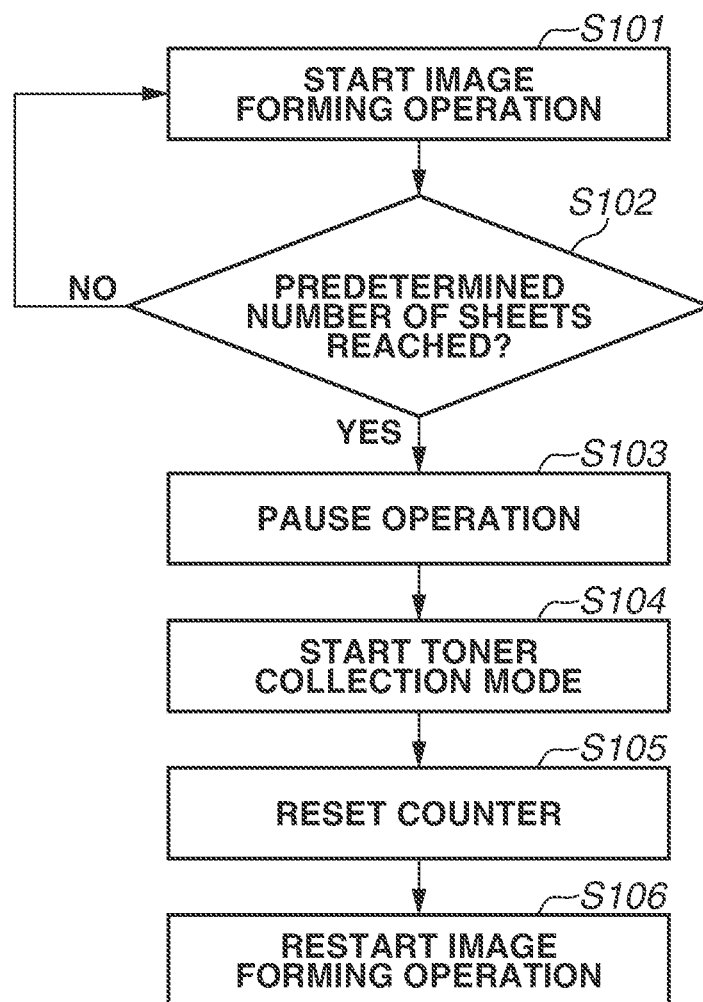 S101
START IMAGE
FORMING OPERATION
S102
PREDETERMINED
NUMBER OF SHEETS
REACHED?
NO
YES
S103
PAUSE OPERATION
S104
START TONER
COLLECTION MODE
S105
RESET COUNTER
S106
RESTART IMAGE
FORMING OPERATION